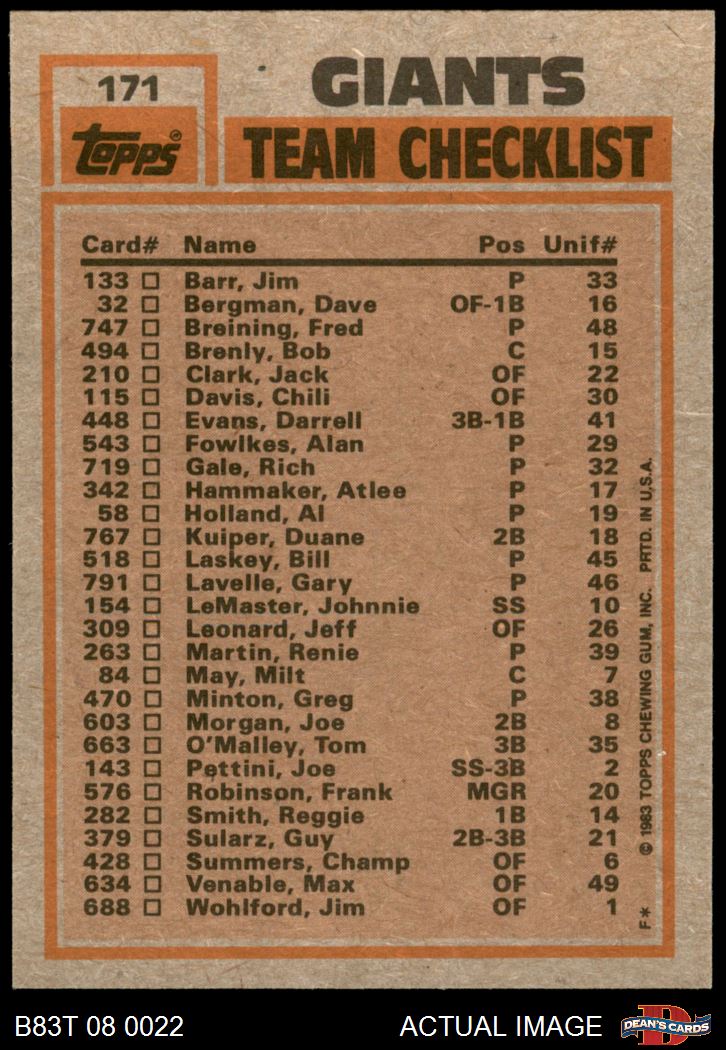 171
Topps®
GIANTS
TEAM CHECKLIST
Card# Name Pos Unif#
133 Barr, Jim P 33
32 Bergman, Dave OF-1B 16
747 Breining, Fred P 48
494 Brenly, Bob C 15
210 Clark, Jack OF 22
115 Davis, Chili OF 30
448 Evans, Darrell 3B-1B 41
543 Fowlkes, Alan P 29
719 Gale, Rich P 32
342 Hammaker, Atlee P 17
58 Holland, Al P 19
767 Kuiper, Duane 2B 18
518 Laskey, Bill P 45
791 Lavelle, Gary P 46
154 LeMaster, Johnnie SS 10
309 Leonard, Jeff OF 26
263 Martin, Renie P 39
84 May, Milt C 7
470 Minton, Greg P 38
603 Morgan, Joe 2B 8
663 O'Malley, Tom 3B 35
143 Pettini, Joe SS-3B 2
576 Robinson, Frank MGR 20
282 Smith, Reggie 1B 14
379 Sularz, Guy 2B-3B 21
428 Summers, Champ OF 6
634 Venable, Max OF 49
688 Wohlford, Jim OF 1
F* © 1983 TOPPS CHEWING GUM, INC. PRTD. IN U.S.A.
B83T 08 0022 ACTUAL IMAGE
D
DEAN'S CARDS